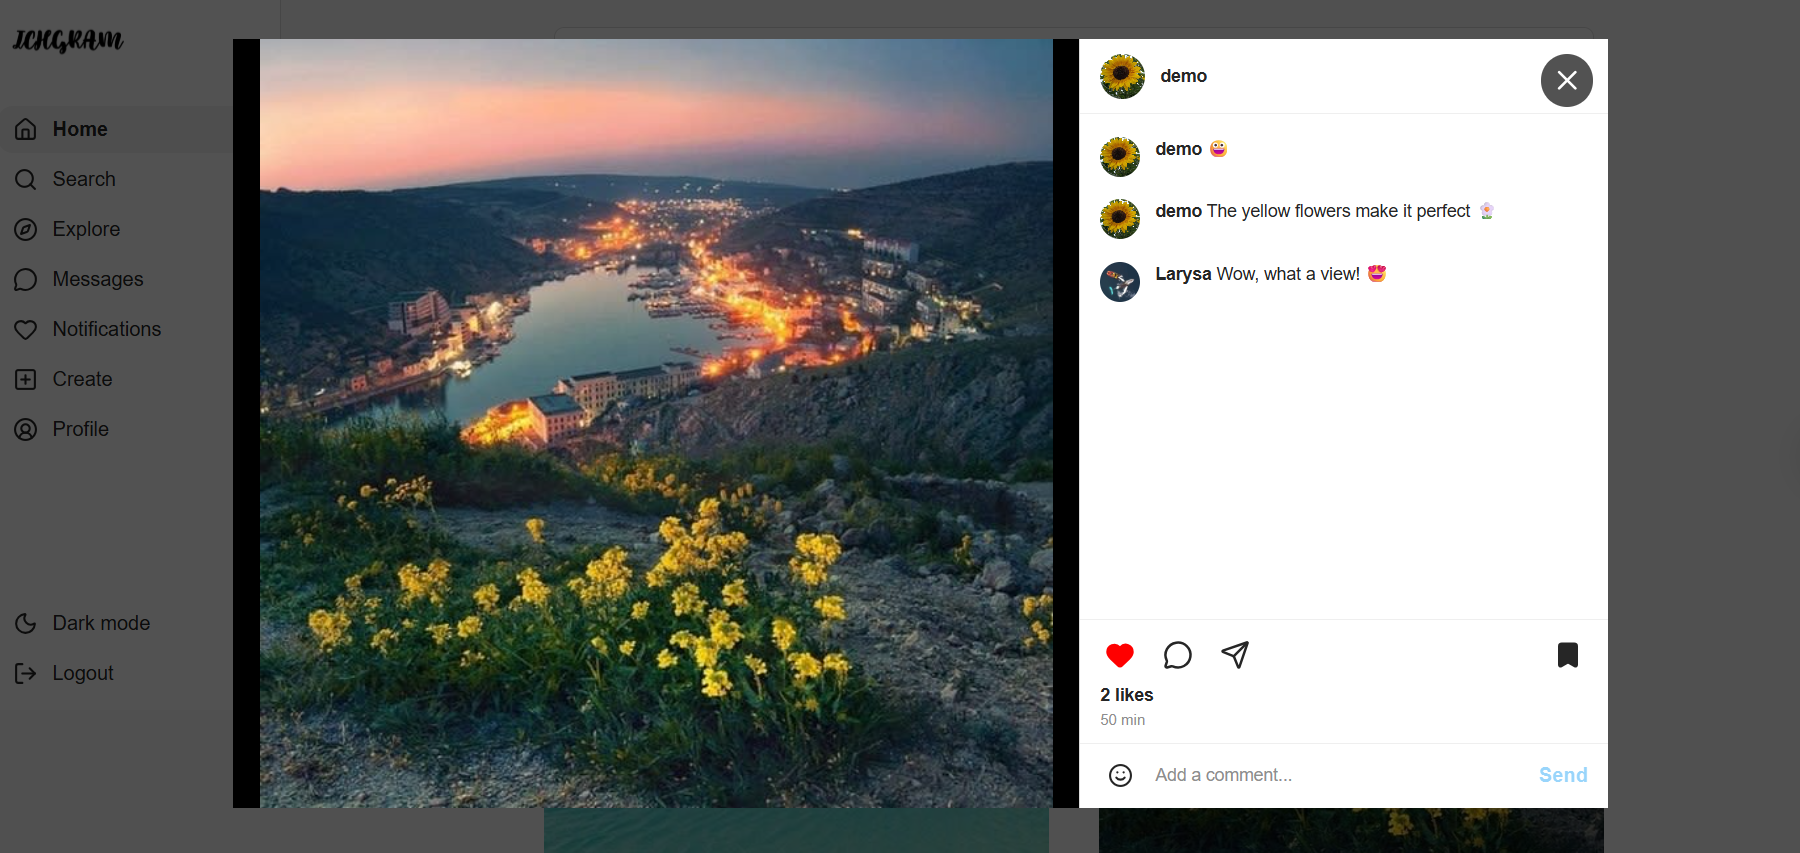 ICHGRAM
Home
Search
Explore
Messages
Notifications
Create
Profile
Dark mode
Logout
demo
demo 😀
demo The yellow flowers make it perfect 🌸
Larysa Wow, what a view! 😍
2 likes
50 min
Add a comment...
Send